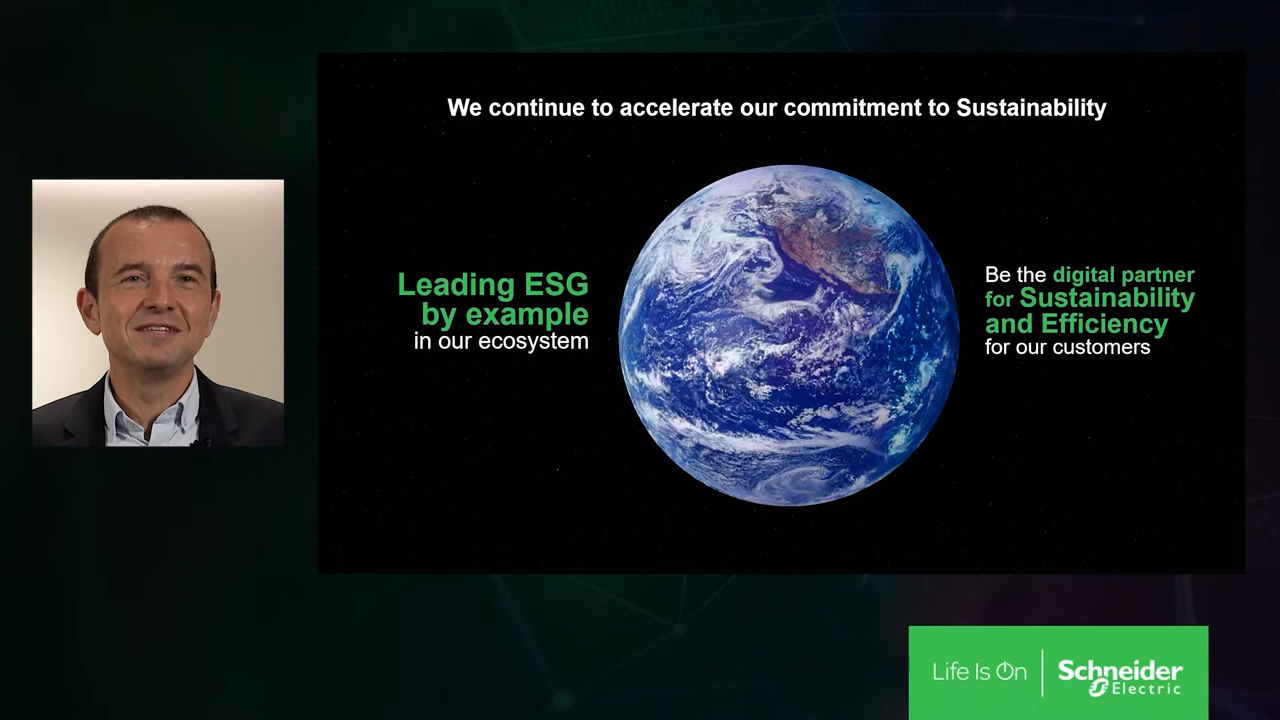 We continue to accelerate our commitment to Sustainability
Leading ESG
by example
in our ecosystem
Be the digital partner
for Sustainability
and Efficiency
for our customers
Life Is On
Schneider
Electric